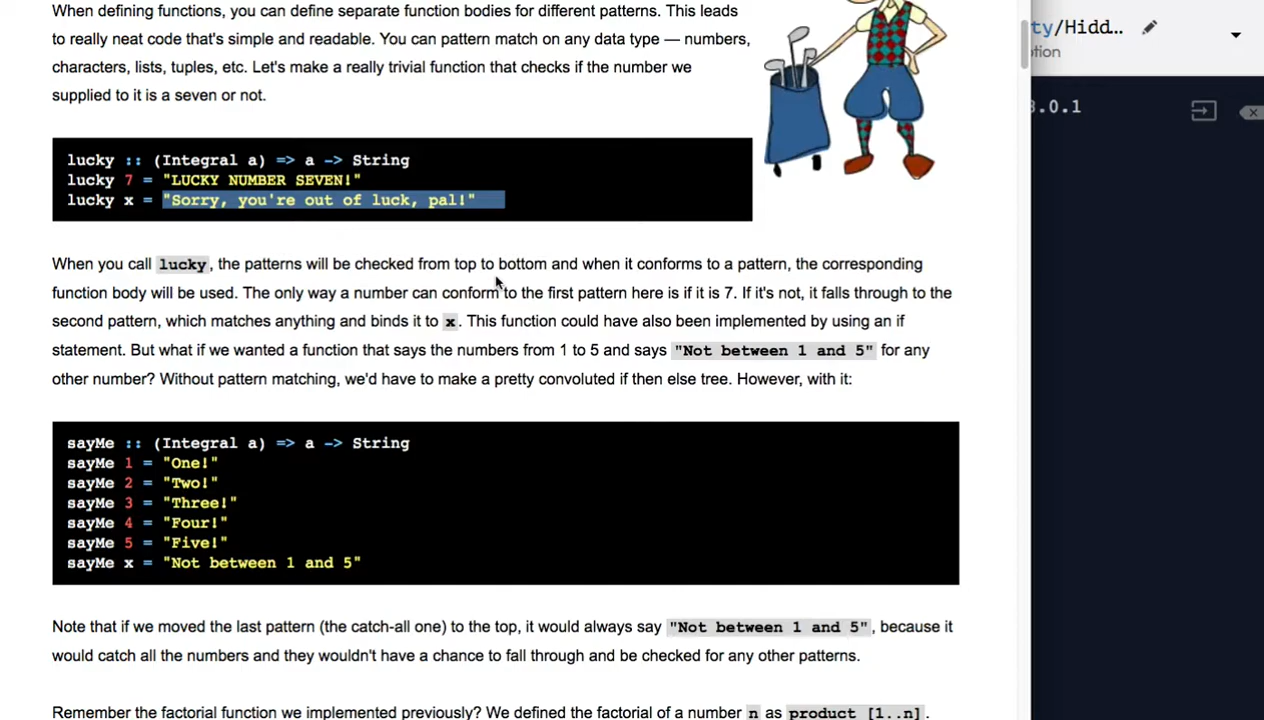 When defining functions, you can define separate function bodies for different patterns. This leads
to really neat code that's simple and readable. You can pattern match on any data type — numbers,
characters, lists, tuples, etc. Let's make a really trivial function that checks if the number we
supplied to it is a seven or not.
lucky :: (Integral a) => a -> String
lucky 7 = "LUCKY NUMBER SEVEN!"
lucky x = "Sorry, you're out of luck, pal!"
When you call lucky, the patterns will be checked from top to bottom and when it conforms to a pattern, the corresponding
function body will be used. The only way a number can conform to the first pattern here is if it is 7. If it's not, it falls through to the
second pattern, which matches anything and binds it to x. This function could have also been implemented by using an if
statement. But what if we wanted a function that says the numbers from 1 to 5 and says "Not between 1 and 5" for any
other number? Without pattern matching, we'd have to make a pretty convoluted if then else tree. However, with it:
sayMe :: (Integral a) => a -> String
sayMe 1 = "One!"
sayMe 2 = "Two!"
sayMe 3 = "Three!"
sayMe 4 = "Four!"
sayMe 5 = "Five!"
sayMe x = "Not between 1 and 5"
Note that if we moved the last pattern (the catch-all one) to the top, it would always say "Not between 1 and 5", because it
would catch all the numbers and they wouldn't have a chance to fall through and be checked for any other patterns.
Remember the factorial function we implemented previously? We defined the factorial of a number n as product [1..n].
ty/Hidd...
tion
.0.1